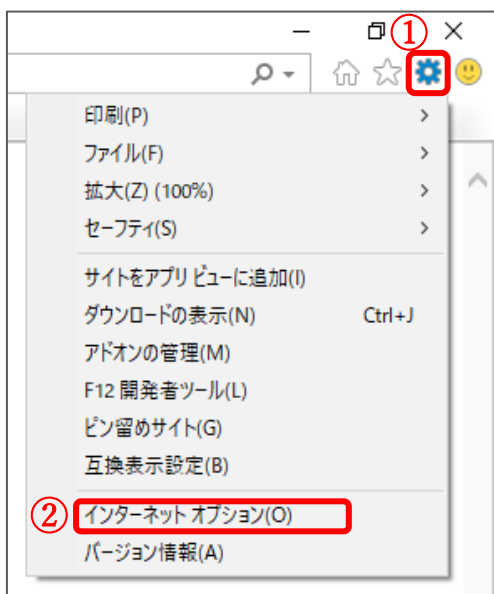 ①
印刷(P)
ファイル(F)
拡大(Z) (100%)
セーフティ(S)
サイトをアプリ ビューに追加(I)
ダウンロードの表示(N) Ctrl+J
アドオンの管理(M)
F12 開発者ツール(L)
ピン留めサイト(G)
互換表示設定(B)
② インターネット オプション(O)
バージョン情報(A)